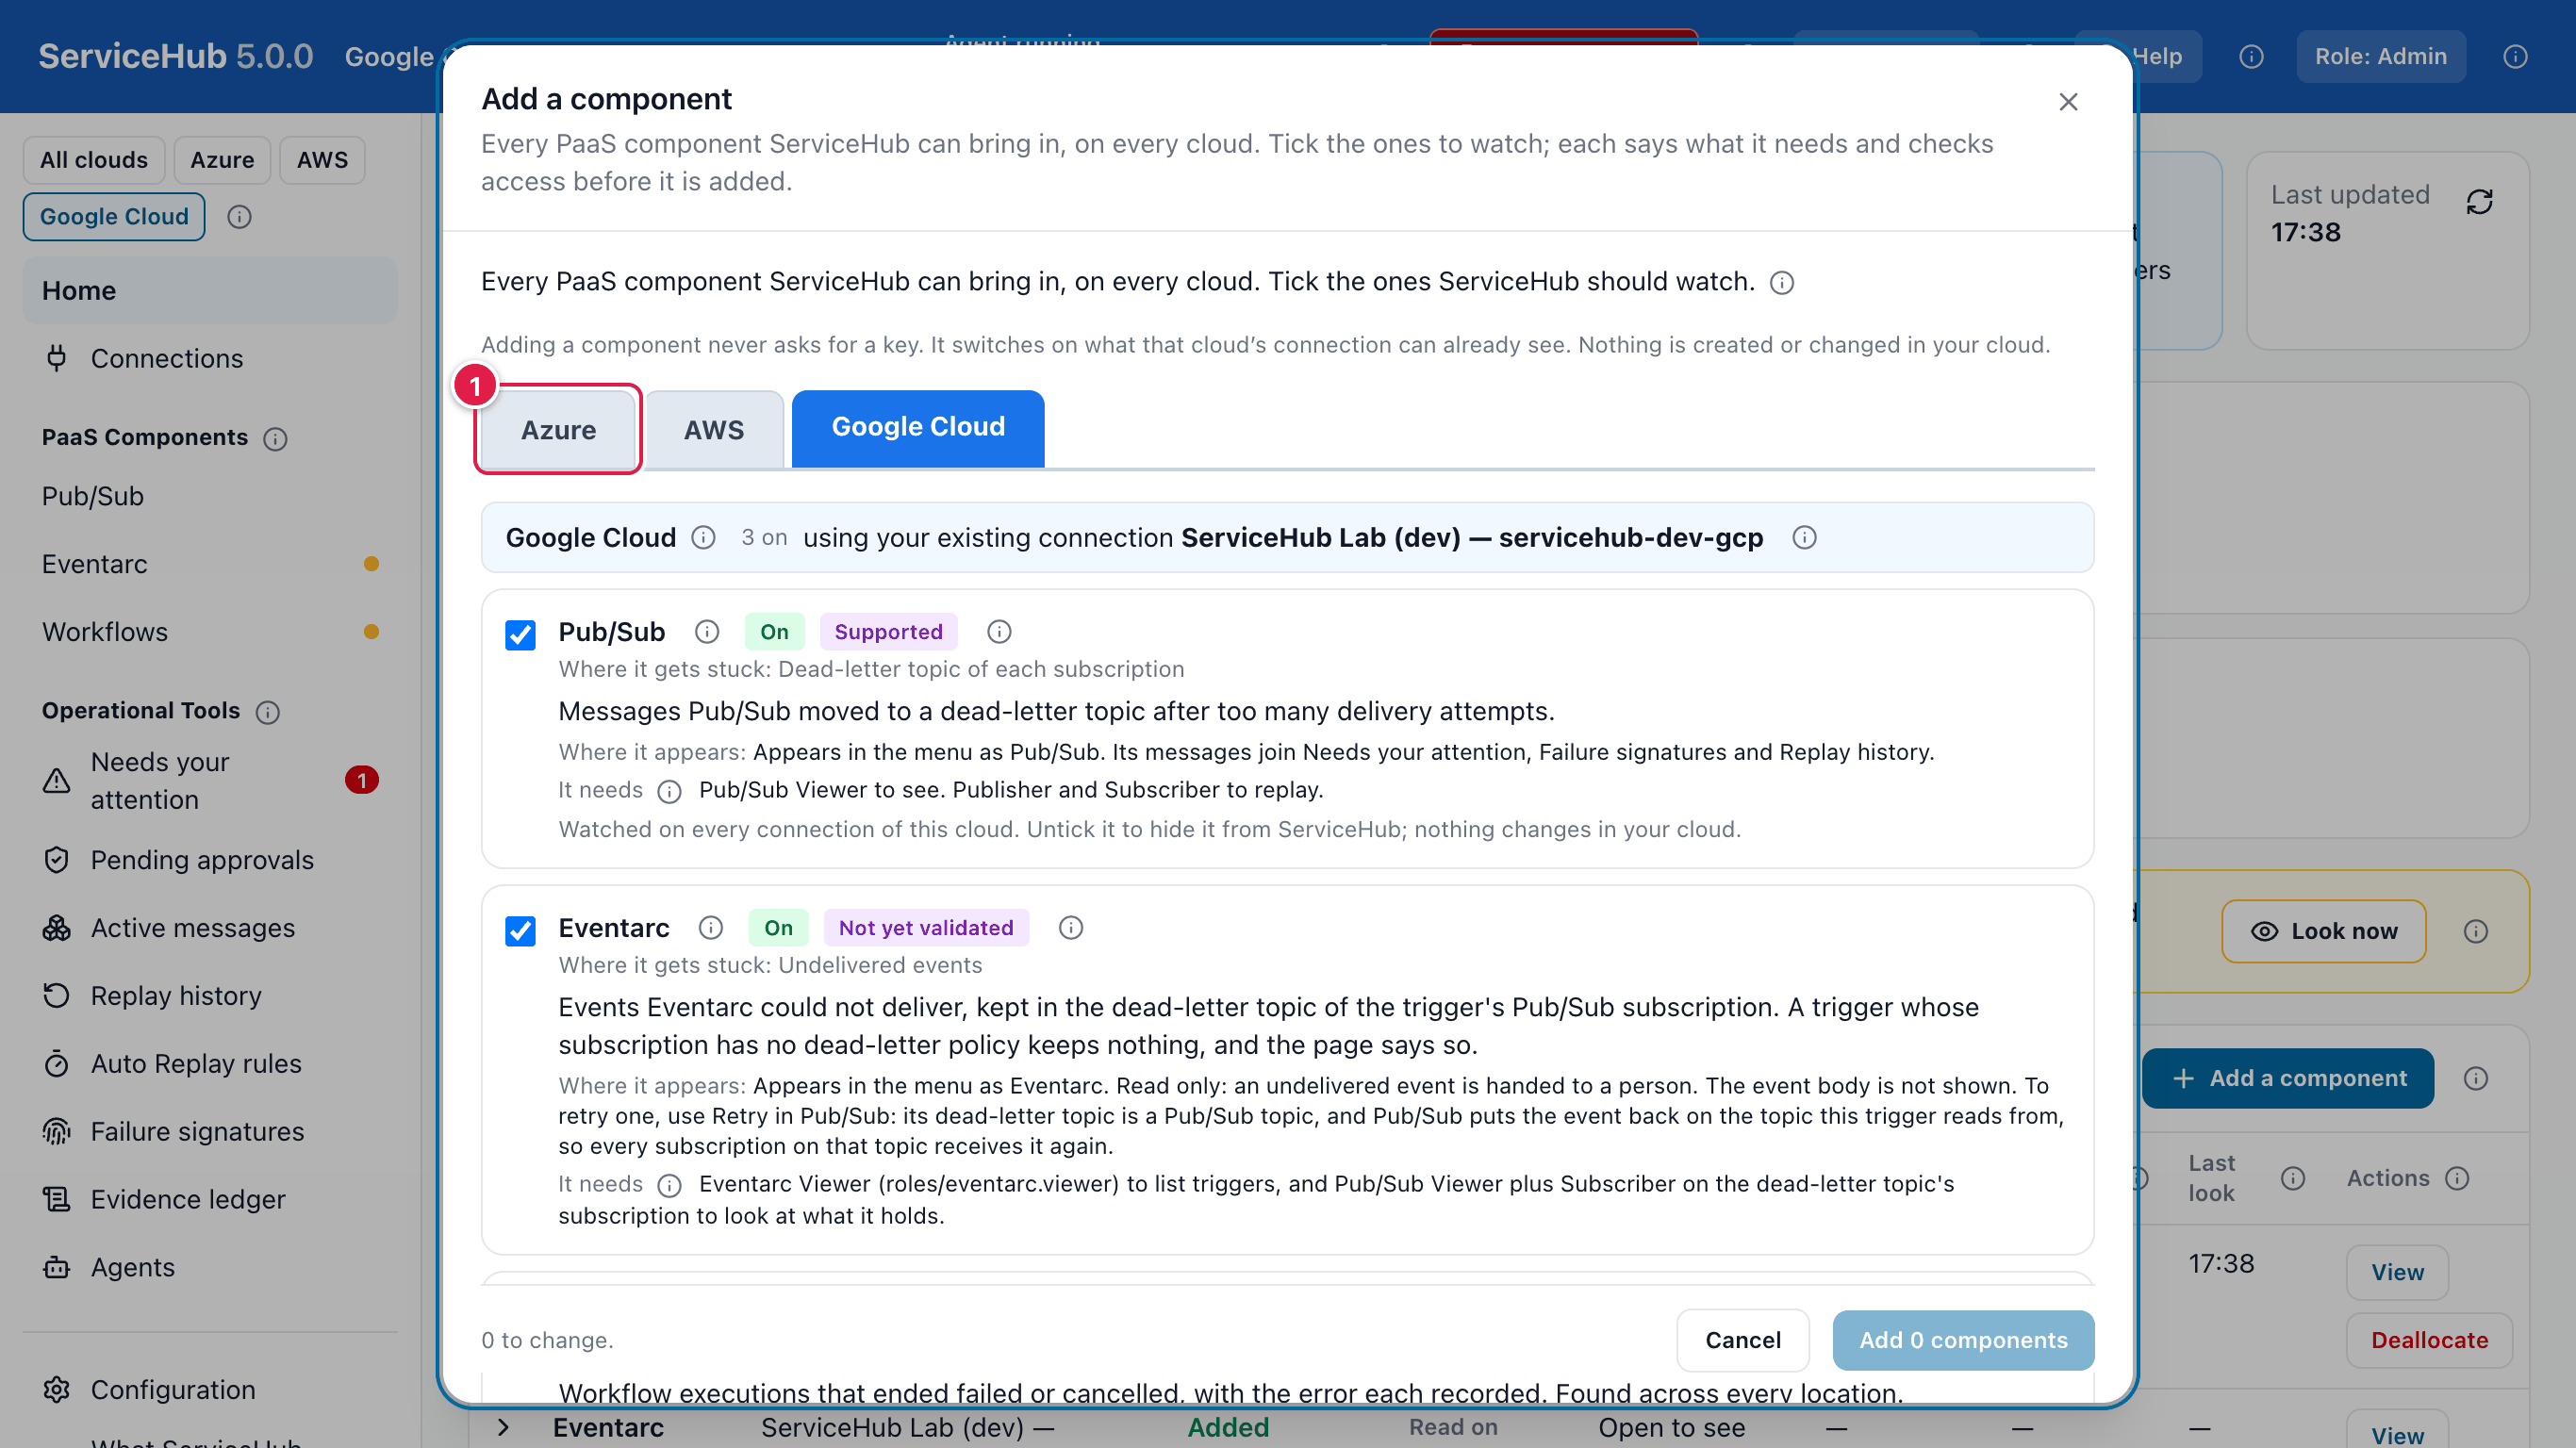 ServiceHub 5.0.0
Google
Help
Role: Admin
All clouds
Azure
AWS
Google Cloud
Home
Connections
PaaS Components
Pub/Sub
Eventarc
Workflows
Operational Tools
Needs your
attention
1
Pending approvals
Active messages
Replay history
Auto Replay rules
Failure signatures
Evidence ledger
Agents
Configuration
Add a component
Every PaaS component ServiceHub can bring in, on every cloud. Tick the ones to watch; each says what it needs and checks
access before it is added.
Every PaaS component ServiceHub can bring in, on every cloud. Tick the ones ServiceHub should watch.
Adding a component never asks for a key. It switches on what that cloud’s connection can already see. Nothing is created or changed in your cloud.
1
Azure
AWS
Google Cloud
Google Cloud 3 on using your existing connection ServiceHub Lab (dev) — servicehub-dev-gcp
Pub/Sub On Supported
Where it gets stuck: Dead-letter topic of each subscription
Messages Pub/Sub moved to a dead-letter topic after too many delivery attempts.
Where it appears: Appears in the menu as Pub/Sub. Its messages join Needs your attention, Failure signatures and Replay history.
It needs Pub/Sub Viewer to see. Publisher and Subscriber to replay.
Watched on every connection of this cloud. Untick it to hide it from ServiceHub; nothing changes in your cloud.
Eventarc On Not yet validated
Where it gets stuck: Undelivered events
Events Eventarc could not deliver, kept in the dead-letter topic of the trigger's Pub/Sub subscription. A trigger whose
subscription has no dead-letter policy keeps nothing, and the page says so.
Where it appears: Appears in the menu as Eventarc. Read only: an undelivered event is handed to a person. The event body is not shown. To
retry one, use Retry in Pub/Sub: its dead-letter topic is a Pub/Sub topic, and Pub/Sub puts the event back on the topic this trigger reads from,
so every subscription on that topic receives it again.
It needs Eventarc Viewer (roles/eventarc.viewer) to list triggers, and Pub/Sub Viewer plus Subscriber on the dead-letter topic's
subscription to look at what it holds.
0 to change.
Cancel
Add 0 components
Workflow executions that ended failed or cancelled, with the error each recorded. Found across every location.
Last updated
17:38
Look now
+ Add a component
Last
look
Actions
17:38
View
Deallocate
Eventarc
ServiceHub Lab (dev) —
Added
Read on
Open to see
—
—
—
View